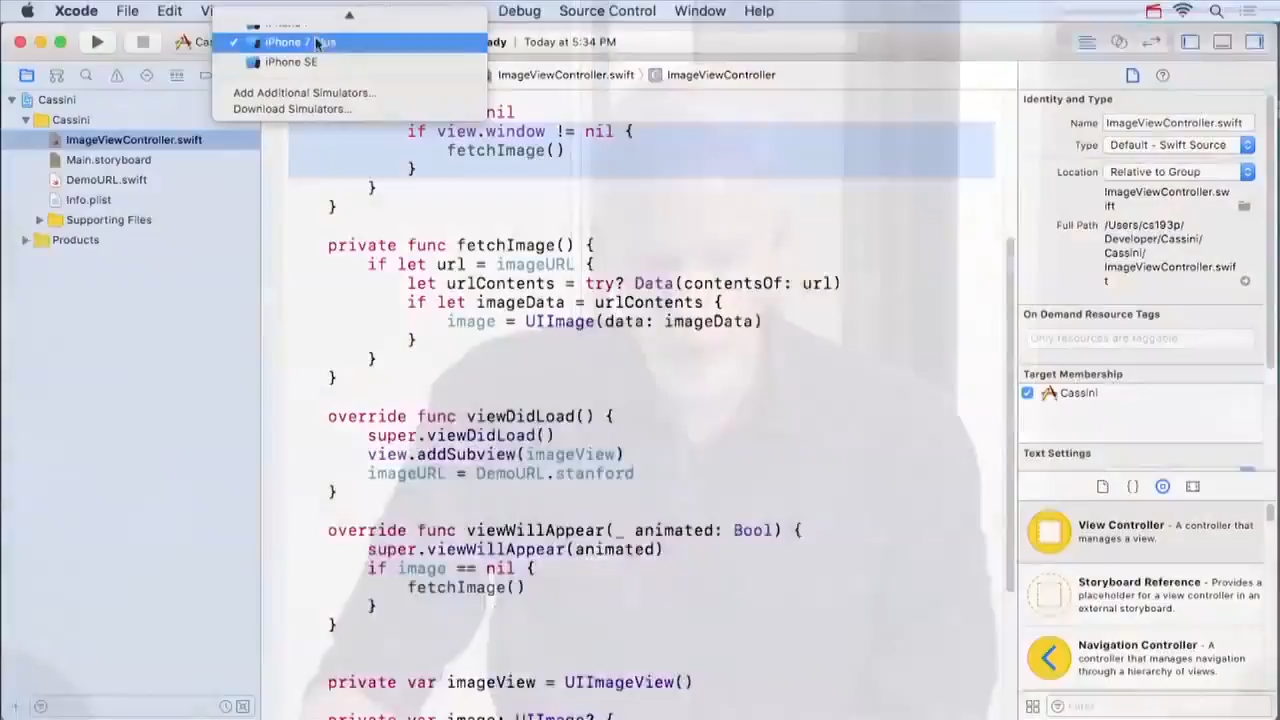 Xcode File Edit Debug Source Control Window Help
iPhone 7 Plus
iPhone SE
Add Additional Simulators...
Download Simulators...
Today at 5:34 PM
ImageViewController.swift
ImageViewController
Cassini
Cassini
ImageViewController.swift
Main.storyboard
DemoURL.swift
Info.plist
Supporting Files
Products
nil
if view.window != nil {
fetchImage()
}
}
}
private func fetchImage() {
if let url = imageURL {
let urlContents = try? Data(contentsOf: url)
if let imageData = urlContents {
image = UIImage(data: imageData)
}
}
}
override func viewDidLoad() {
super.viewDidLoad()
view.addSubview(imageView)
imageURL = DemoURL.stanford
}
override func viewWillAppear(_ animated: Bool) {
super.viewWillAppear(animated)
if image == nil {
fetchImage()
}
}
private var imageView = UIImageView()
private var image: UIImage? {
Identity and Type
Name ImageViewController.swift
Type Default - Swift Source
Location Relative to Group
ImageViewController.sw
ift
Full Path /Users/cs193p/
Developer/Cassini/
Cassini/
ImageViewController.swif
t
On Demand Resource Tags
Only resources are taggable
Target Membership
Cassini
Text Settings
{}
View Controller - A controller that
manages a view.
Storyboard Reference - Provides a
placeholder for a view controller in an
external storyboard.
Navigation Controller - A
controller that manages navigation
through a hierarchy of views.
Filter